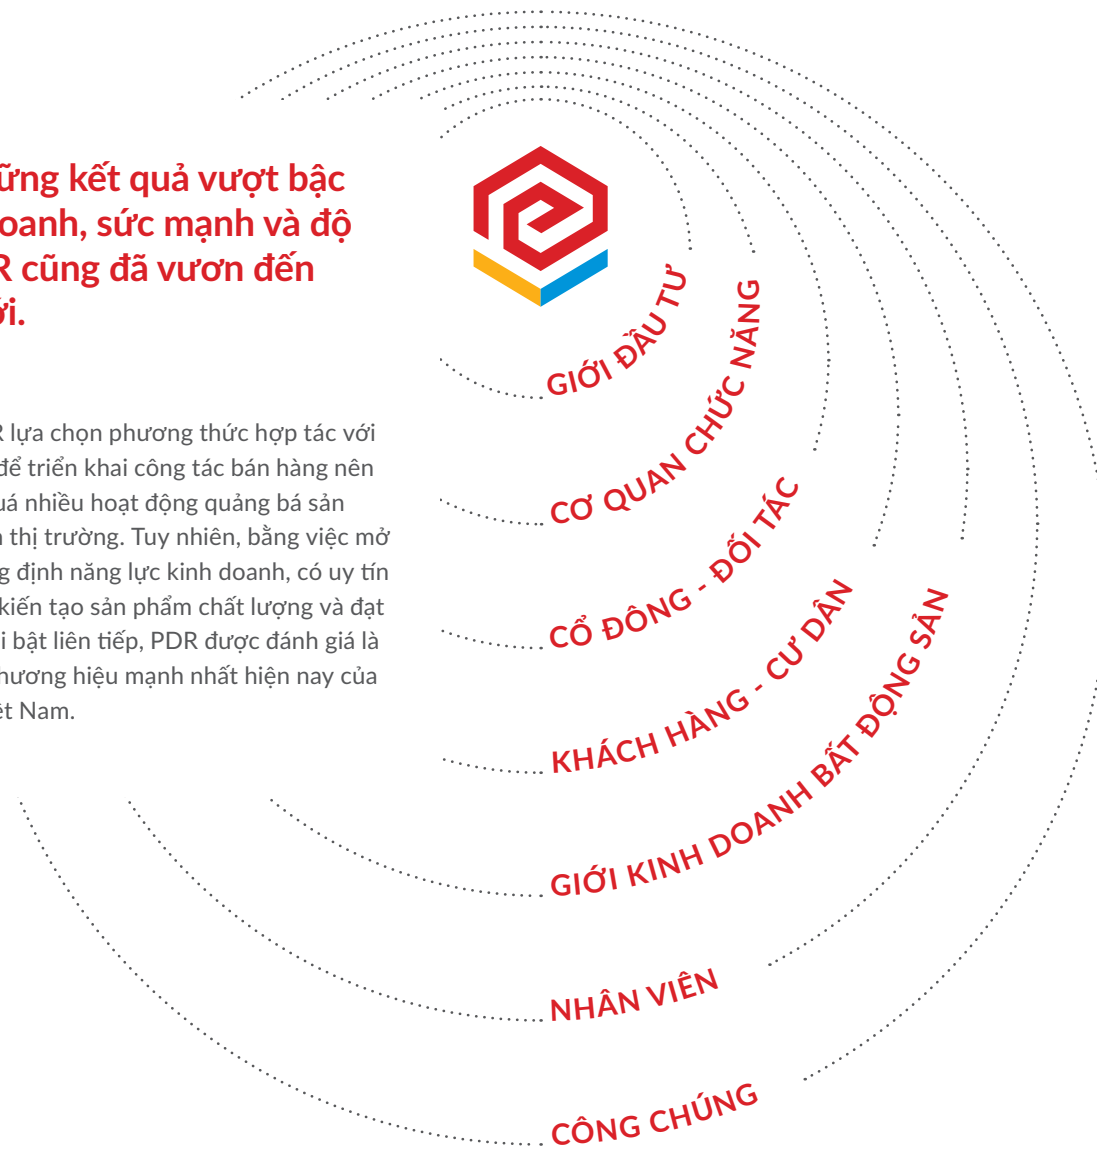 ững kết quả vượt bậc
oanh, sức mạnh và độ
R cũng đã vươn đến
ới.
R lựa chọn phương thức hợp tác với
để triển khai công tác bán hàng nên
uá nhiều hoạt động quảng bá sản
n thị trường. Tuy nhiên, bằng việc mở
g định năng lực kinh doanh, có uy tín
kiến tạo sản phẩm chất lượng và đạt
i bật liên tiếp, PDR được đánh giá là
hương hiệu mạnh nhất hiện nay của
ệt Nam.
GIỚI ĐẦU TƯ
CƠ QUAN CHỨC NĂNG
CỔ ĐÔNG - ĐỐI TÁC
KHÁCH HÀNG - CƯ DÂN
GIỚI KINH DOANH BẤT ĐỘNG SẢN
NHÂN VIÊN
CÔNG CHÚNG